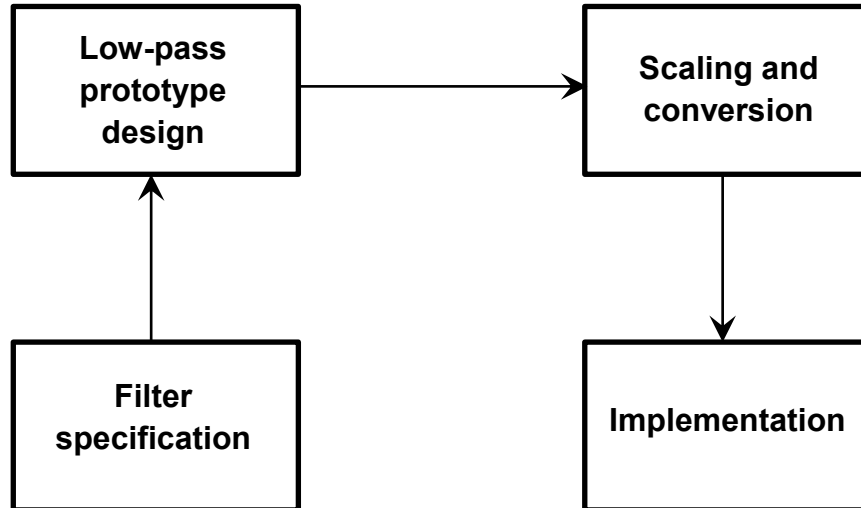 Low-pass
prototype
design
Scaling and
conversion
Filter
specification
Implementation